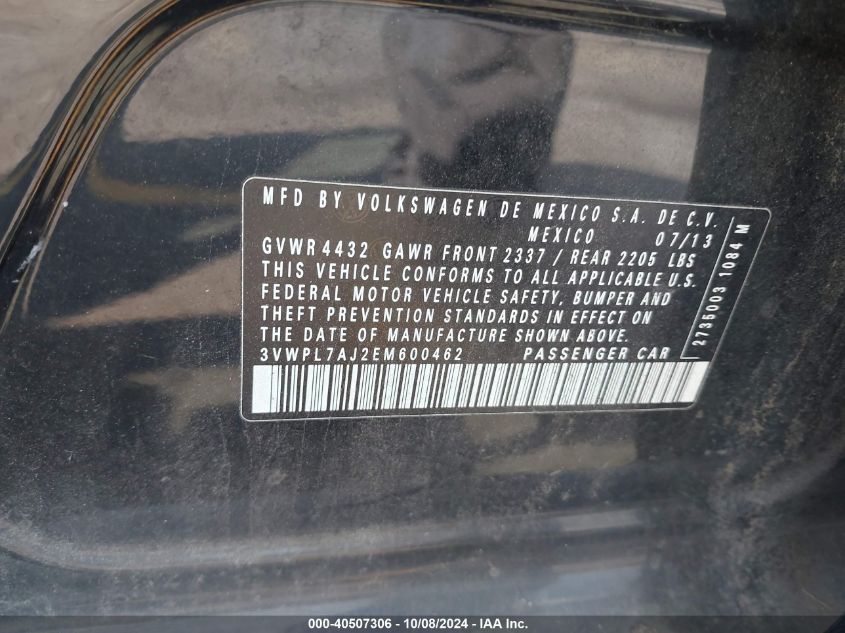 MFD BY VOLKSWAGEN DE MEXICO S.A. DE C.V.
MEXICO 07/13
GVWR 4432 GAWR FRONT 2337 / REAR 2205 LBS
THIS VEHICLE CONFORMS TO ALL APPLICABLE U.S.
FEDERAL MOTOR VEHICLE SAFETY, BUMPER AND
THEFT PREVENTION STANDARDS IN EFFECT ON
THE DATE OF MANUFACTURE SHOWN ABOVE.
3VWPL7AJ2EM600462 PASSENGER CAR
2735003 1084 M
000-40507306 - 10/08/2024 - IAA Inc.